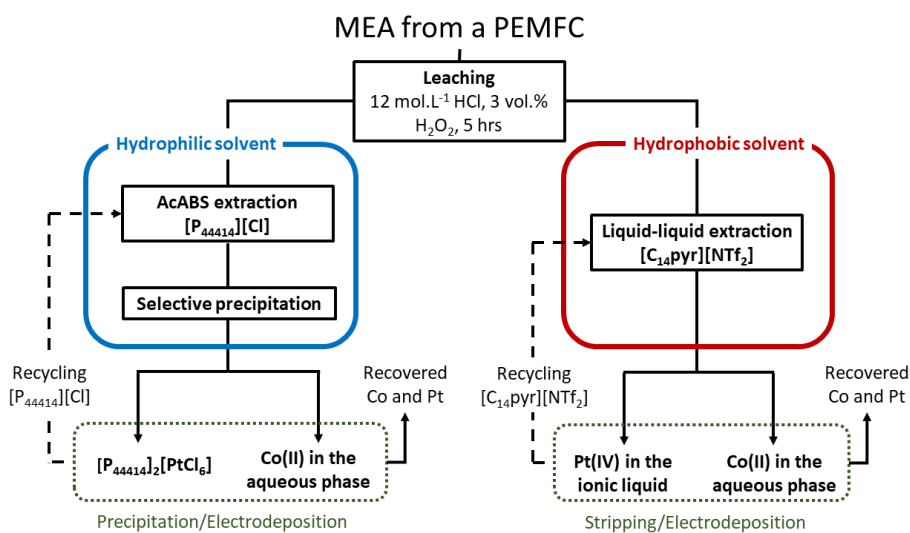 MEA from a PEMFC
Leaching
12 mol.L⁻¹ HCl, 3 vol.%
H₂O₂, 5 hrs
Hydrophilic solvent
AcABS extraction
[P₄₄₄₁₄][Cl]
Selective precipitation
Recycling
[P₄₄₄₁₄][Cl]
Recovered
Co and Pt
[P₄₄₄₁₄]₂[PtCl₆]
Co(II) in the
aqueous phase
Precipitation/Electrodeposition
Hydrophobic solvent
Liquid-liquid extraction
[C₁₄pyr][NTf₂]
Recycling
[C₁₄pyr][NTf₂]
Recovered
Co and Pt
Pt(IV) in the
ionic liquid
Co(II) in the
aqueous phase
Stripping/Electrodeposition